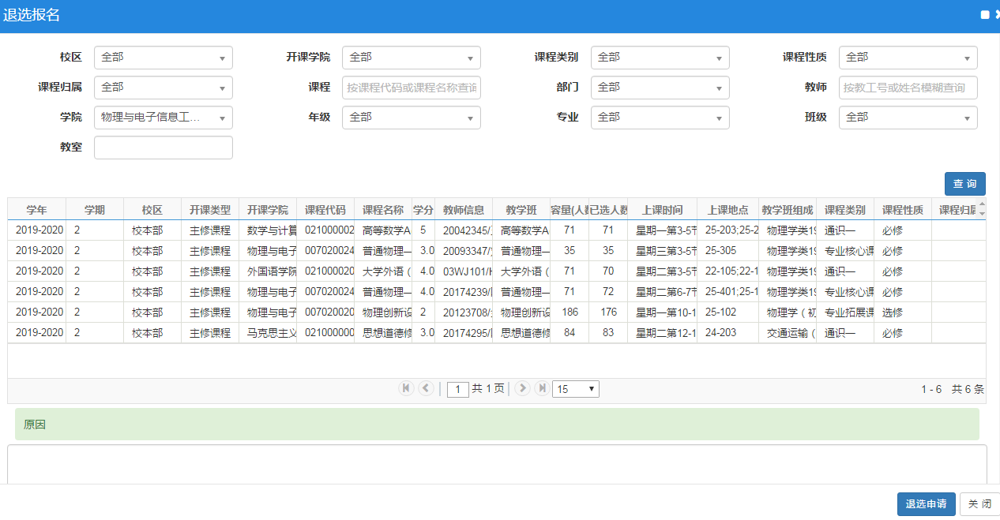 退选报名
校区 全部 开课学院 全部 课程类别 全部 课程性质 全部
课程归属 全部 课程 按课程代码或课程名称查询 部门 全部 教师 按教工号或姓名模糊查询
学院 物理与电子信息工… 年级 全部 专业 全部 班级 全部
教室
查 询
学年 学期 校区 开课类型 开课学院 课程代码 课程名称 学分 教师信息 教学班 容量(人数 已选人数 上课时间 上课地点 教学班组成 课程类别 课程性质 课程归属
2019-2020 2 校本部 主修课程 数学与计算 021000002 高等数学A 5 20042345/ 高等数学A 71 71 星期一第3-5节 25-203;25-2 物理学类19 通识一 必修
2019-2020 2 校本部 主修课程 物理与电子 007020024 普通物理— 3.0 20093347/ 普通物理— 35 35 星期三第3-5节 25-305 物理学类19 专业核心课 必修
2019-2020 2 校本部 主修课程 外国语学院 021000020 大学外语（ 4.0 03WJ101/ 大学外语（ 71 70 星期二第3-5节 22-105;22-1 物理学类19 通识一 必修
2019-2020 2 校本部 主修课程 物理与电子 007020024 普通物理— 4.0 20174239/ 普通物理— 71 72 星期二第6-7节 25-401;25-1 物理学类19 专业核心课 必修
2019-2020 2 校本部 主修课程 物理与电子 007020020 物理创新设 2 20123708/ 物理创新设 186 176 星期一第10-1 25-102 物理学（初 专业拓展课 选修
2019-2020 2 校本部 主修课程 马克思主义 021000000 思想道德修 3.0 20174295/ 思想道德修 84 83 星期二第12-1 24-203 交通运输（ 通识一 必修
1 共 1 页 15 1 - 6 共 6 条
原因
退选申请 关 闭